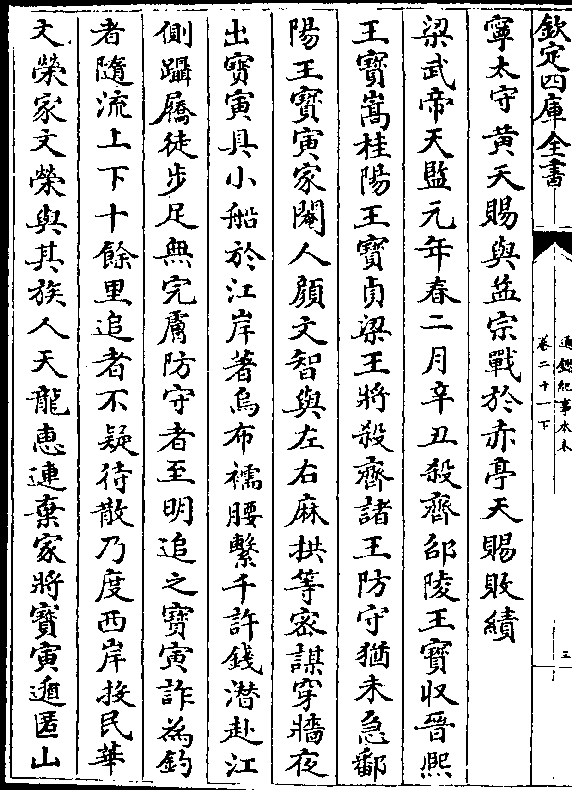 欽定四庫全書
通鑑紀事本末
卷二十一下
三
寧太守黄天賜與孟宗戰於赤亭天賜敗績
梁武帝天監元年春二月辛丑殺齊邵陵王寶攸晉熙
王寶嵩桂陽王寶貞梁王將殺齊諸王防守猶未急鄱
陽王寶寅家閽人顔文智與左右麻拱等密謀穿牆夜
出寶寅具小船於江岸著烏布襦腰繫千許錢潛赴江
側躡屩徒步足無完膚防守者至明追之寶寅詐為釣
者隨流上下十餘里追者不疑待散乃度西岸投民華
文榮家文榮與其族人天龍惠連棄家將寶寅遁匿山